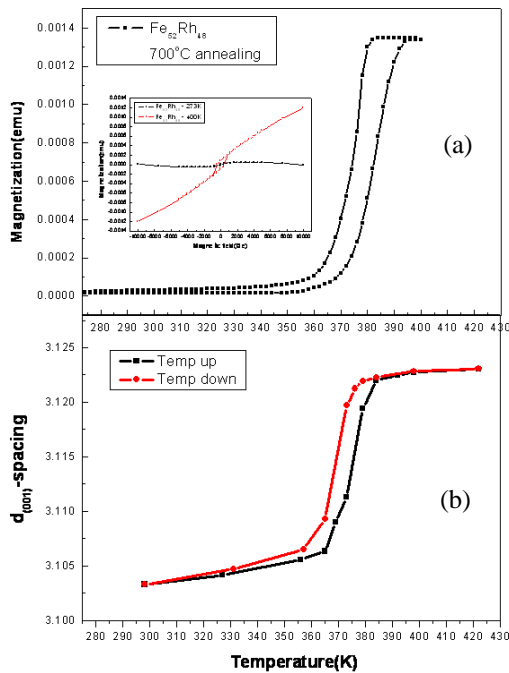 Fe52Rh48
700°C annealing
(a)
Magnetization(emu)
0.0014
0.0012
0.0010
0.0008
0.0006
0.0004
0.0002
0.0000
Magnetic field(Oe)
280 290 300 310 320 330 340 350 360 370 380 390 400 410 420 430
Temp up
Temp down
(b)
d(001)-spacing
3.125
3.120
3.115
3.110
3.105
3.100
280 290 300 310 320 330 340 350 360 370 380 390 400 410 420 430
Temperature(K)